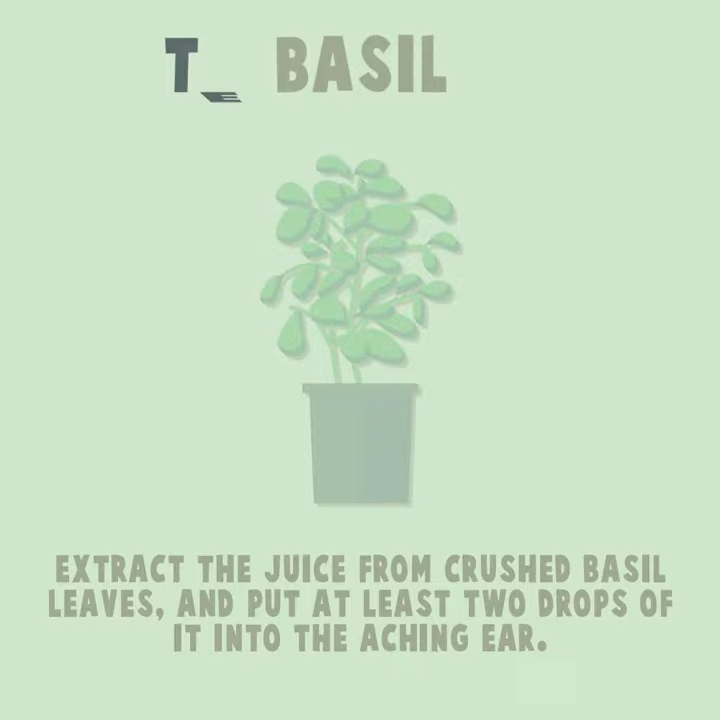 T_ BASIL
EXTRACT THE JUICE FROM CRUSHED BASIL
LEAVES, AND PUT AT LEAST TWO DROPS OF
IT INTO THE ACHING EAR.